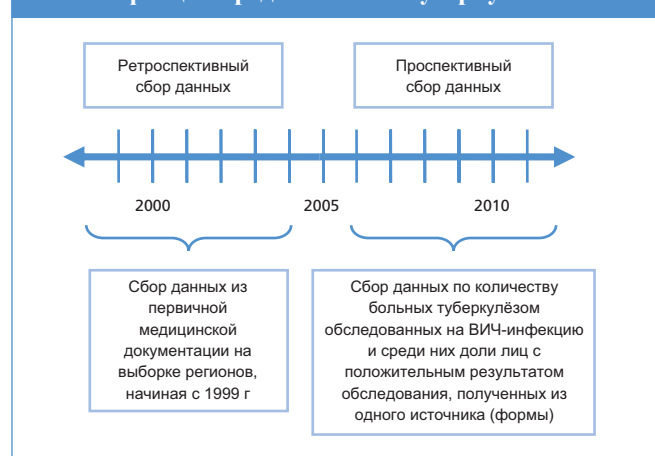 Ретроспективный
сбор данных
Проспективный
сбор данных
2000
2005
2010
Сбор данных из
первичной
медицинской
документации на
выборке регионов,
начиная с 1999 г
Сбор данных по количеству
больных туберкулёзом
обследованных на ВИЧ-инфекцию
и среди них доли лиц с
положительным результатом
обследования, полученных из
одного источника (формы)